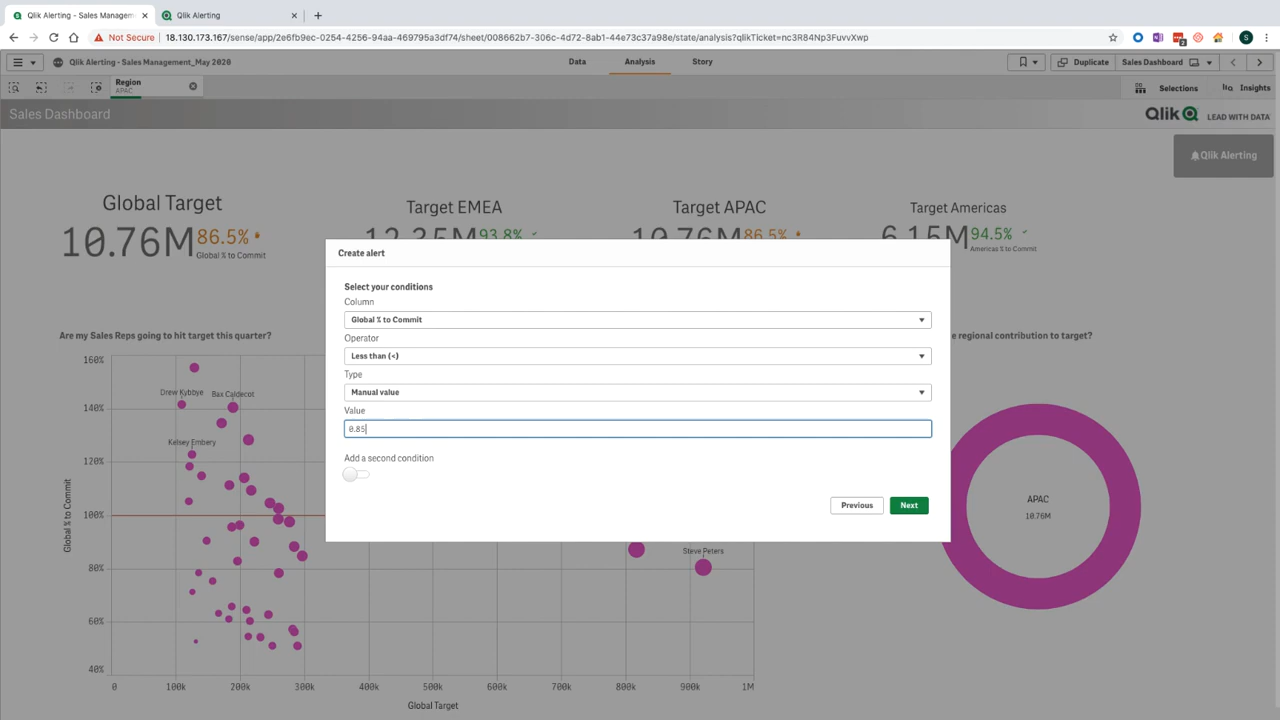 Qlik Alerting - Sales Managem
Qlik Alerting
Not Secure
18.130.173.167/sense/app/2e6fb9ec-0254-4256-94aa-469795a3df74/sheet/008662b7-306c-4d72-8ab1-44e73c37a98e/state/analysis?qlikTicket=nc3R84Np3FuvvXwp
2
S
Qlik Alerting - Sales Management_May 2020
Data
Analysis
Story
Duplicate
Sales Dashboard
Region
APAC
Selections
Insights
Sales Dashboard
Qlik
LEAD WITH DATA
Qlik Alerting
Global Target
10.76M
86.5%
Global % to Commit
Target EMEA
12.35M
93.8%
Target APAC
10.76M
86.5%
Target Americas
6.15M
94.5%
Americas % to Commit
Create alert
Select your conditions
Column
Global % to Commit
Operator
Less than (<)
Type
Manual value
Value
0.85
Add a second condition
Previous
Next
Are my Sales Reps going to hit target this quarter?
160%
140%
120%
100%
80%
60%
40%
Global % to Commit
Drew Kybbye
Bax Caldecot
Kelsey Embery
Steve Peters
0
100k
200k
300k
400k
500k
600k
700k
800k
900k
1M
Global Target
e regional contribution to target?
APAC
10.76M